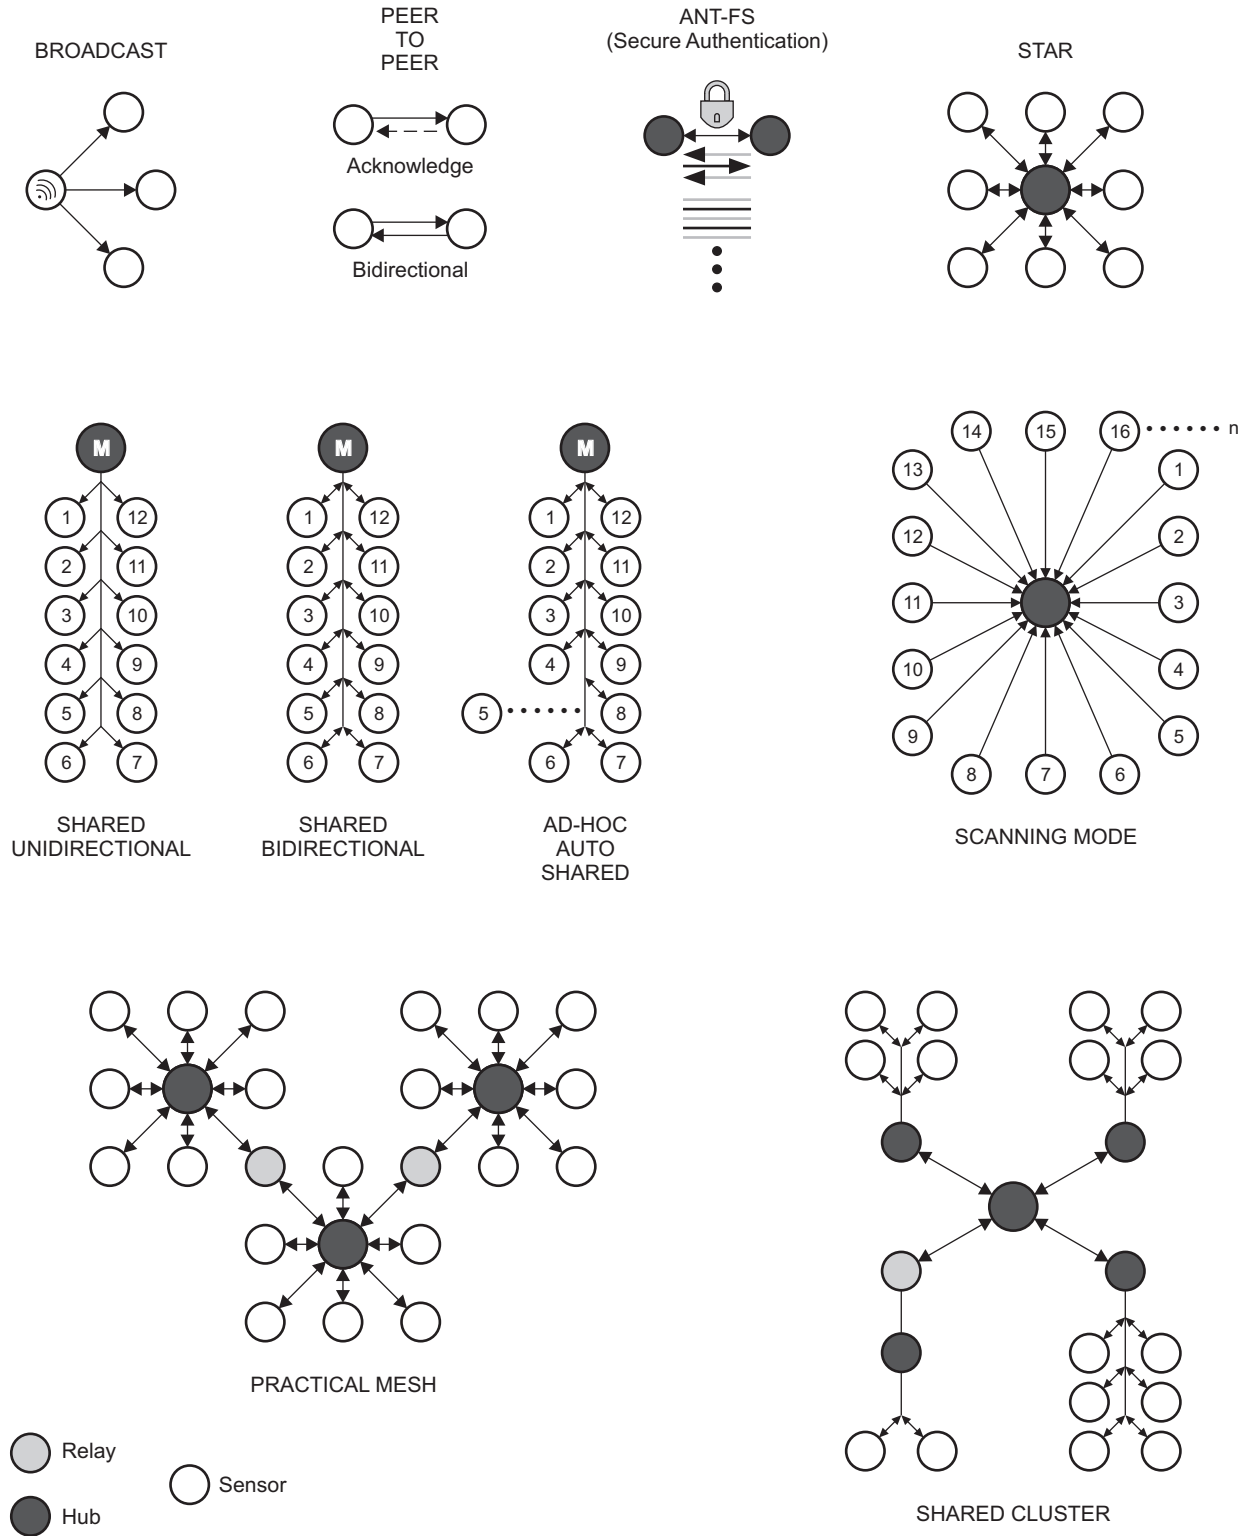 BROADCAST
PEER
TO
PEER
Acknowledge
Bidirectional
ANT-FS
(Secure Authentication)
STAR
M
1 12
2 11
3 10
4 9
5 8
6 7
SHARED
UNIDIRECTIONAL
M
1 12
2 11
3 10
4 9
5 8
6 7
SHARED
BIDIRECTIONAL
M
1 12
2 11
3 10
4 9
5 8
6 7
AD-HOC
AUTO
SHARED
14 15 16 n
13 1
12 2
11 3
10 4
9 5
8 7 6
SCANNING MODE
PRACTICAL MESH
SHARED CLUSTER
Relay
Sensor
Hub